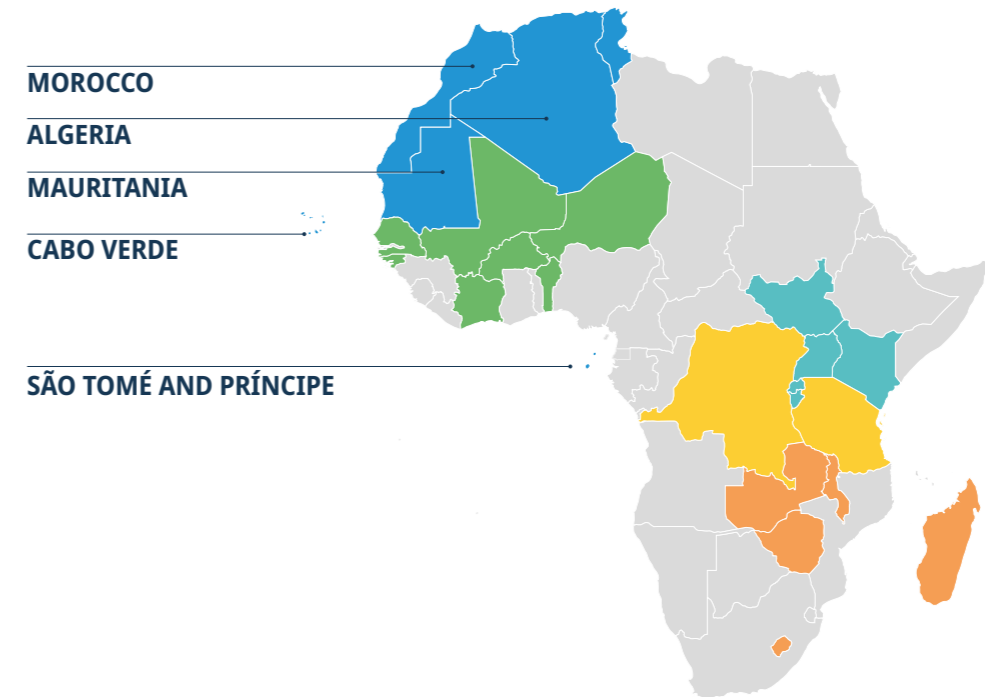 MOROCCO
ALGERIA
MAURITANIA
CABO VERDE
SÃO TOMÉ AND PRÍNCIPE